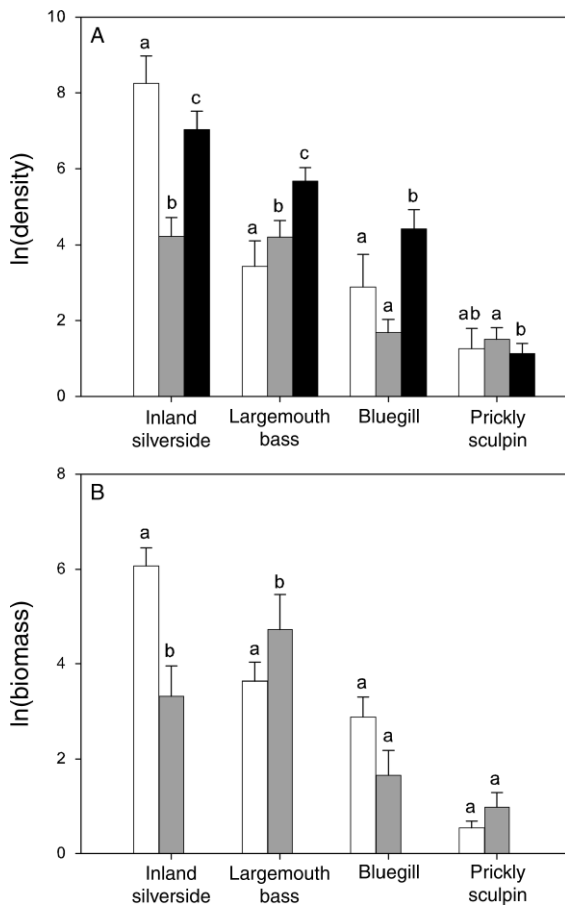 A
ln(density)
10
8
6
4
2
0
a
b
c
a
b
c
a
a
b
ab
a
b
Inland silverside
Largemouth bass
Bluegill
Prickly sculpin
B
ln(biomass)
8
6
4
2
0
a
b
a
b
a
a
a
a
Inland silverside
Largemouth bass
Bluegill
Prickly sculpin